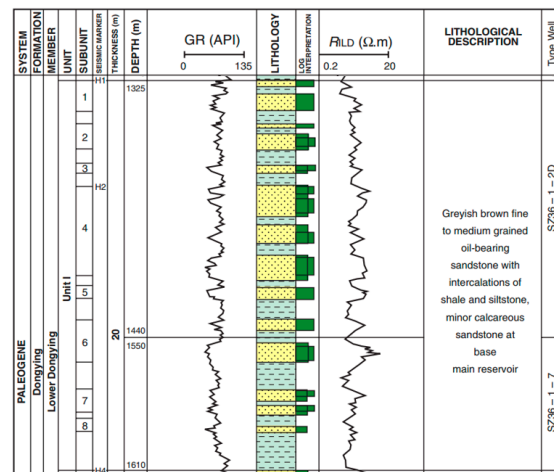 SYSTEM
FORMATION
MEMBER
UNIT
SUBUNIT
SEISMIC MARKER
THICKNESS (m)
DEPTH (m)
GR (API)
0 135
LITHOLOGY
LOG
INTERPRETATION
RILD (Ω.m)
0.2 20
LITHOLOGICAL
DESCRIPTION
Type Well
H1
1325
1
2
3
H2
4
5
6
7
8
H4
1440
1550
1610
20
Unit I
Lower Dongying
Dongying
PALEOGENE
Greyish brown fine
to medium grained
oil-bearing
sandstone with
intercalations of
shale and siltstone,
minor calcareous
sandstone at
base
main reservoir
SZ36-1-2D
SZ36-1-7